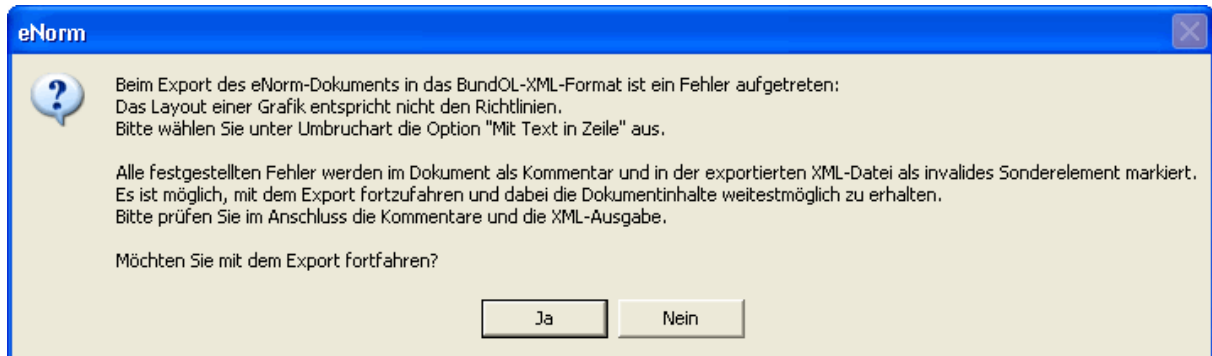 eNorm
Beim Export des eNorm-Dokuments in das BundOL-XML-Format ist ein Fehler aufgetreten:
Das Layout einer Grafik entspricht nicht den Richtlinien.
Bitte wählen Sie unter Umbruchart die Option "Mit Text in Zeile" aus.
Alle festgestellten Fehler werden im Dokument als Kommentar und in der exportierten XML-Datei als invalides Sonderelement markiert.
Es ist möglich, mit dem Export fortzufahren und dabei die Dokumentinhalte weitestmöglich zu erhalten.
Bitte prüfen Sie im Anschluss die Kommentare und die XML-Ausgabe.
Möchten Sie mit dem Export fortfahren?
Ja
Nein